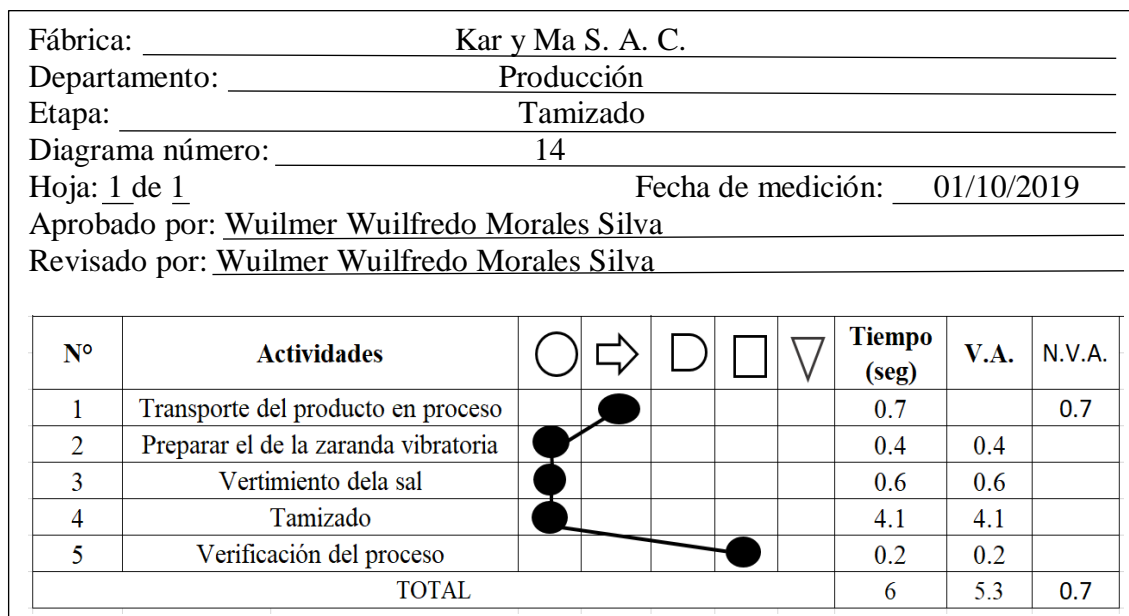 Fábrica: Kar y Ma S. A. C.
Departamento: Producción
Etapa: Tamizado
Diagrama número: 14
Hoja: 1 de 1 Fecha de medición: 01/10/2019
Aprobado por: Wuilmer Wuilfredo Morales Silva
Revisado por: Wuilmer Wuilfredo Morales Silva
N° Actividades Tiempo (seg) V.A. N.V.A.
1 Transporte del producto en proceso 0.7 0.7
2 Preparar el de la zaranda vibratoria 0.4 0.4
3 Vertimiento dela sal 0.6 0.6
4 Tamizado 4.1 4.1
5 Verificación del proceso 0.2 0.2
TOTAL 6 5.3 0.7